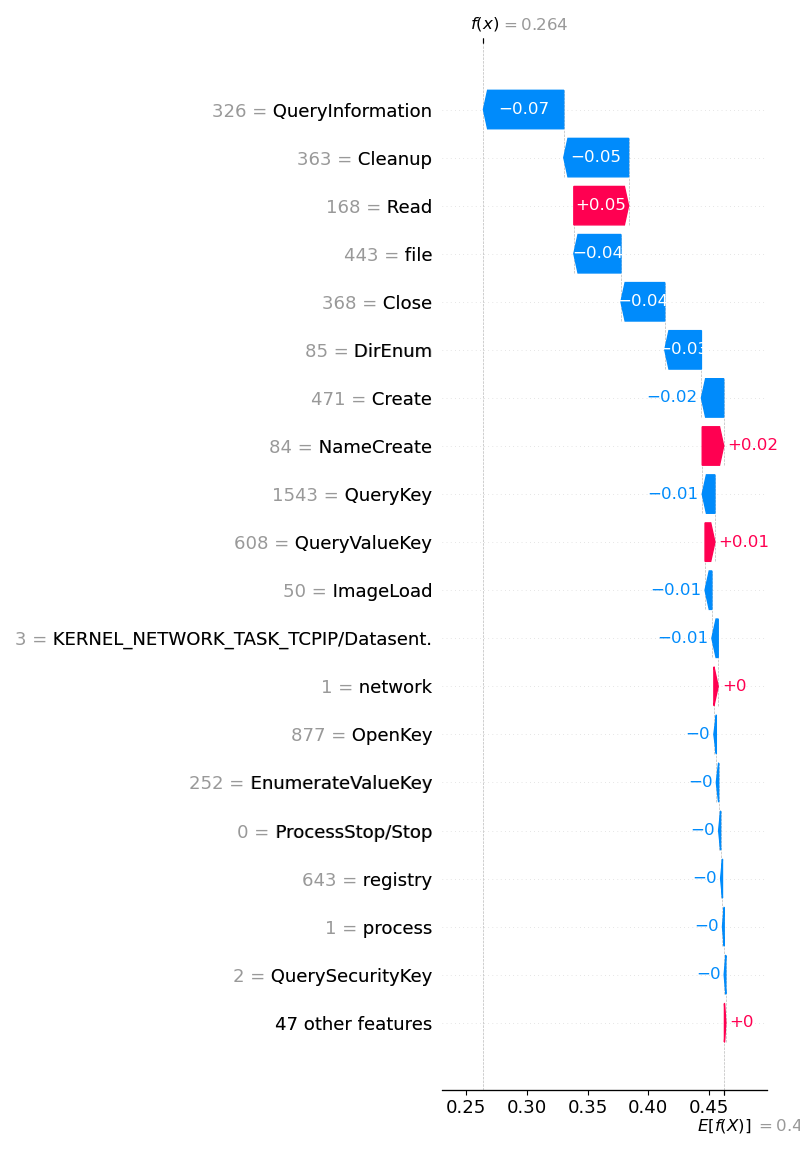 f(x) = 0.264
326 = QueryInformation −0.07
363 = Cleanup −0.05
168 = Read +0.05
443 = file −0.04
368 = Close −0.04
85 = DirEnum −0.03
471 = Create −0.02
84 = NameCreate +0.02
1543 = QueryKey −0.01
608 = QueryValueKey +0.01
50 = ImageLoad −0.01
3 = KERNEL_NETWORK_TASK_TCPIP/Datasent. −0.01
1 = network +0
877 = OpenKey −0
252 = EnumerateValueKey −0
0 = ProcessStop/Stop −0
643 = registry −0
1 = process −0
2 = QuerySecurityKey −0
47 other features +0
0.25 0.30 0.35 0.40 0.45
E[f(X)] = 0.4